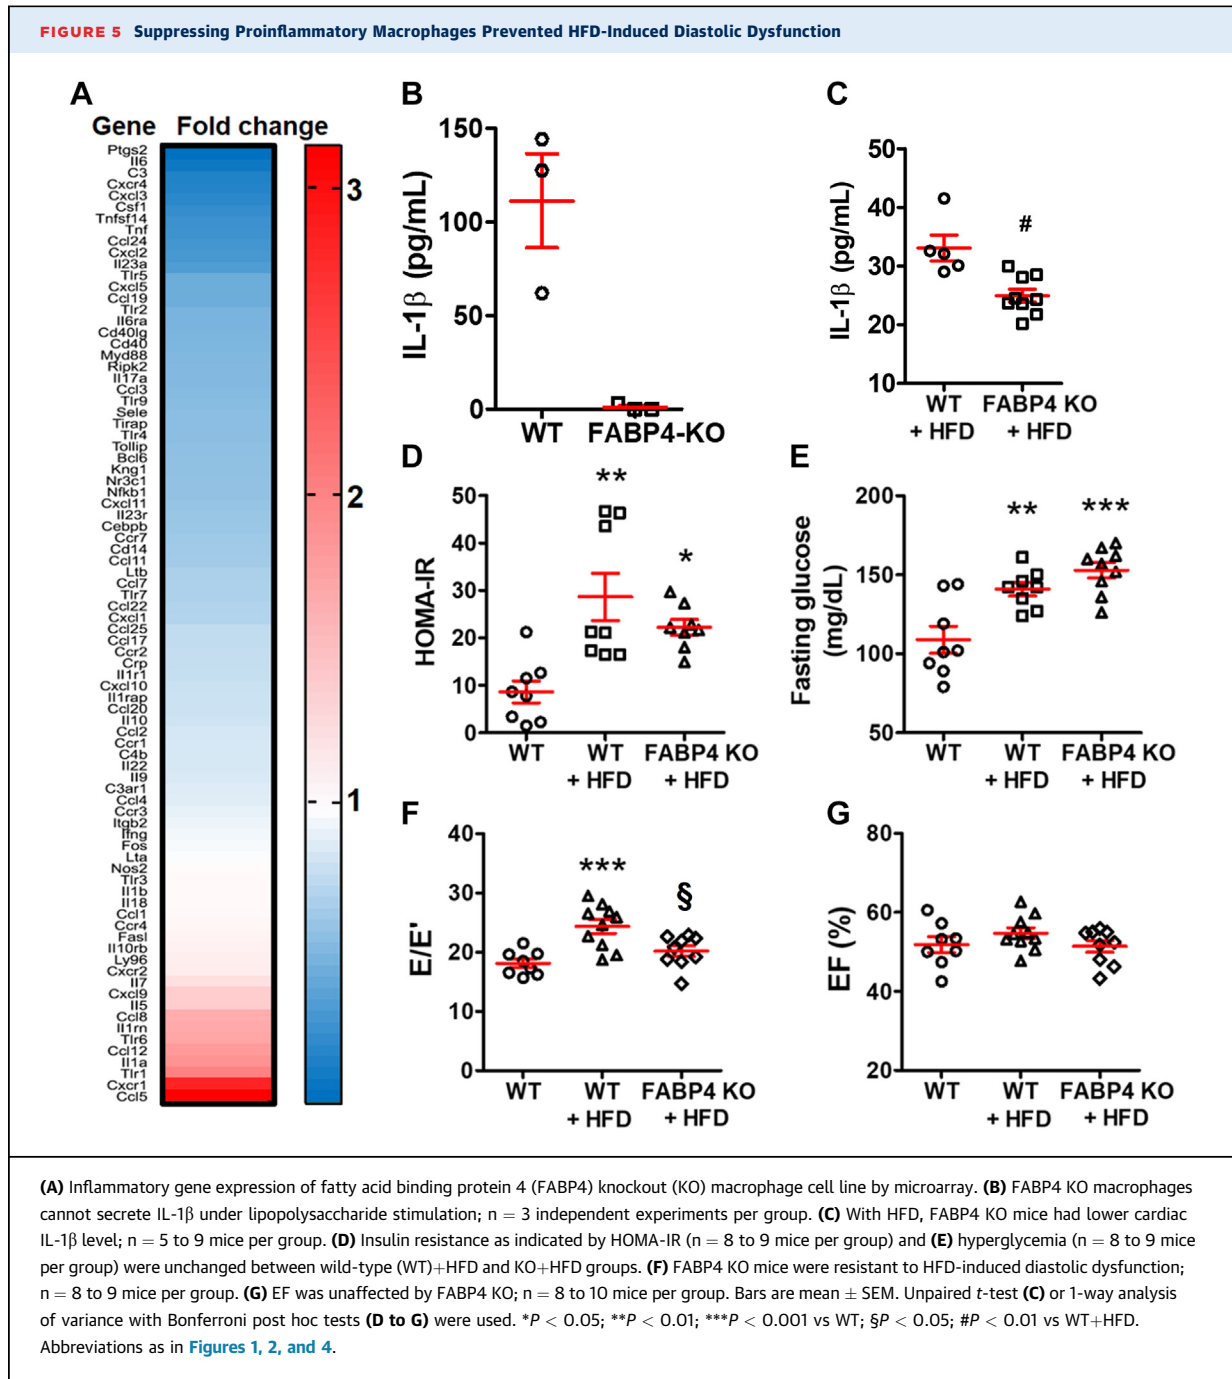 FIGURE 5 Suppressing Proinflammatory Macrophages Prevented HFD-Induced Diastolic Dysfunction
A
Gene Fold change
Ptgs2
Il6
C3
Cxcr4
Cxcl3
Csf1
Tnfsf14
Tnf
Ccl24
Cxcl2
Il23a
Tlr5
Cxcl5
Ccl19
Tlr2
Il6ra
Cd40lg
Cd40
Myd88
Ripk2
Il17a
Ccl3
Tlr9
Sele
Tirap
Tlr4
Tollip
Bcl6
Kng1
Nr3c1
Nfkb1
Cxcl11
Il23r
Cebpb
Ccr7
Cd14
Ccl11
Ltb
Ccl7
Tlr7
Ccl22
Cxcl1
Ccl25
Ccl17
Ccr2
Crp
Il1r1
Cxcl10
Il1rap
Ccl20
Il10
Ccl2
Ccr1
C4b
Il22
Il9
C3ar1
Ccl4
Ccr3
Itgb2
Ifng
Fos
Lta
Nos2
Tlr3
Il1b
Il18
Ccl1
Ccr4
Fasl
Il10rb
Ly96
Cxcr2
Il7
Cxcl9
Il5
Ccl8
Il1rn
Tlr6
Ccl12
Il1a
Tlr1
Cxcr1
Ccl5
3
2
1
B
IL-1β (pg/mL)
150
100
50
0
WT FABP4-KO
C
IL-1β (pg/mL)
50
40
30
20
10
#
WT + HFD
FABP4 KO + HFD
D
HOMA-IR
50
40
30
20
10
0
**
*
WT
WT + HFD
FABP4 KO + HFD
E
Fasting glucose (mg/dL)
200
150
100
50
**
***
WT
WT + HFD
FABP4 KO + HFD
F
E/E'
40
30
20
10
0
***
§
WT
WT + HFD
FABP4 KO + HFD
G
EF (%)
80
60
40
20
WT
WT + HFD
FABP4 KO + HFD
(A) Inflammatory gene expression of fatty acid binding protein 4 (FABP4) knockout (KO) macrophage cell line by microarray. (B) FABP4 KO macrophages
cannot secrete IL-1β under lipopolysaccharide stimulation; n = 3 independent experiments per group. (C) With HFD, FABP4 KO mice had lower cardiac
IL-1β level; n = 5 to 9 mice per group. (D) Insulin resistance as indicated by HOMA-IR (n = 8 to 9 mice per group) and (E) hyperglycemia (n = 8 to 9 mice
per group) were unchanged between wild-type (WT)+HFD and KO+HFD groups. (F) FABP4 KO mice were resistant to HFD-induced diastolic dysfunction;
n = 8 to 9 mice per group. (G) EF was unaffected by FABP4 KO; n = 8 to 10 mice per group. Bars are mean ± SEM. Unpaired t-test (C) or 1-way analysis
of variance with Bonferroni post hoc tests (D to G) were used. *P < 0.05; **P < 0.01; ***P < 0.001 vs WT; §P < 0.05; #P < 0.01 vs WT+HFD.
Abbreviations as in Figures 1, 2, and 4.